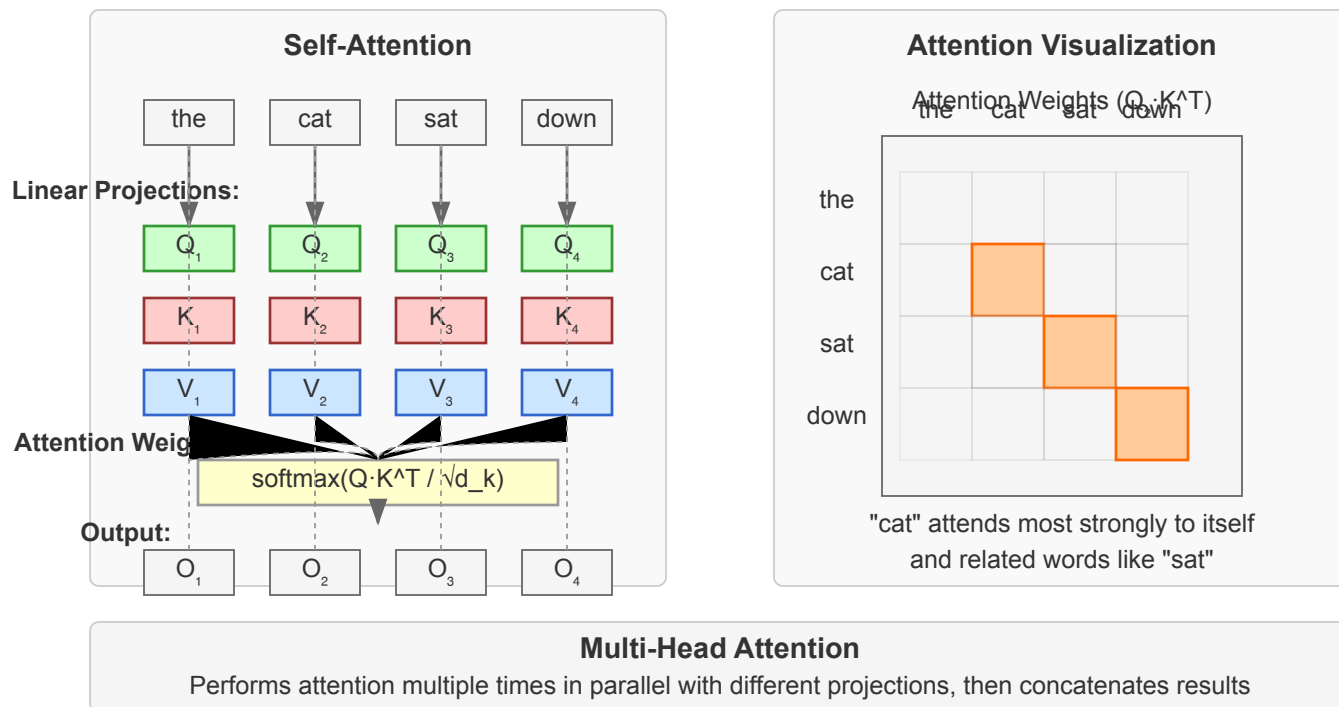 Self-Attention
the cat sat down
Linear Projections:
Q₁ Q₂ Q₃ Q₄
K₁ K₂ K₃ K₄
V₁ V₂ V₃ V₄
Attention Weig
softmax(Q·K^T / √d_k)
Output:
O₁ O₂ O₃ O₄
Attention Visualization
Attention Weights (Q·K^T)
the cat sat down
the
cat
sat
down
"cat" attends most strongly to itself
and related words like "sat"
Multi-Head Attention
Performs attention multiple times in parallel with different projections, then concatenates results